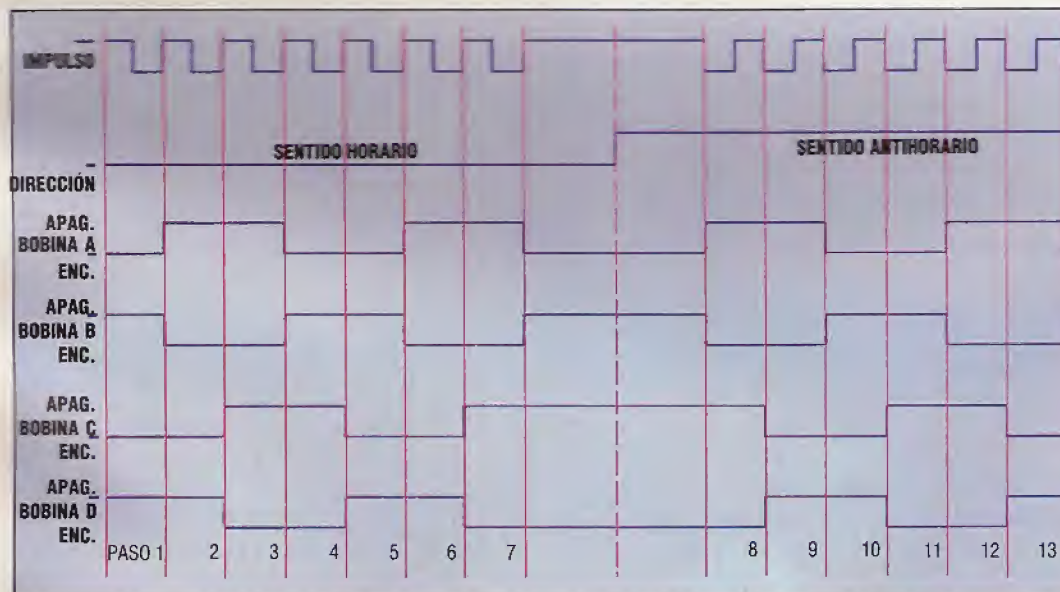 IMPULSO
SENTIDO HORARIO
SENTIDO ANTIHORARIO
DIRECCIÓN
APAG.
BOBINA A
ENC.
APAG.
BOBINA B
ENC.
APAG.
BOBINA C
ENC.
APAG.
BOBINA D
ENC.
PASO 1 2 3 4 5 6 7 8 9 10 11 12 13